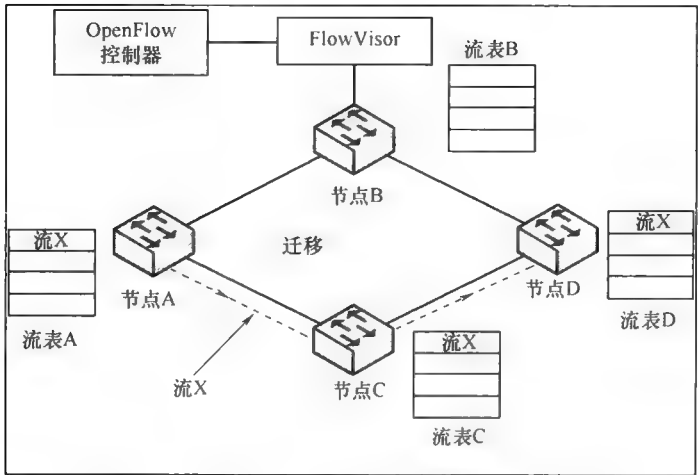 OpenFlow
控制器
FlowVisor
流表B
节点B
流X
流表A
节点A
迁移
节点D
流X
流表D
流X
节点C
流X
流表C